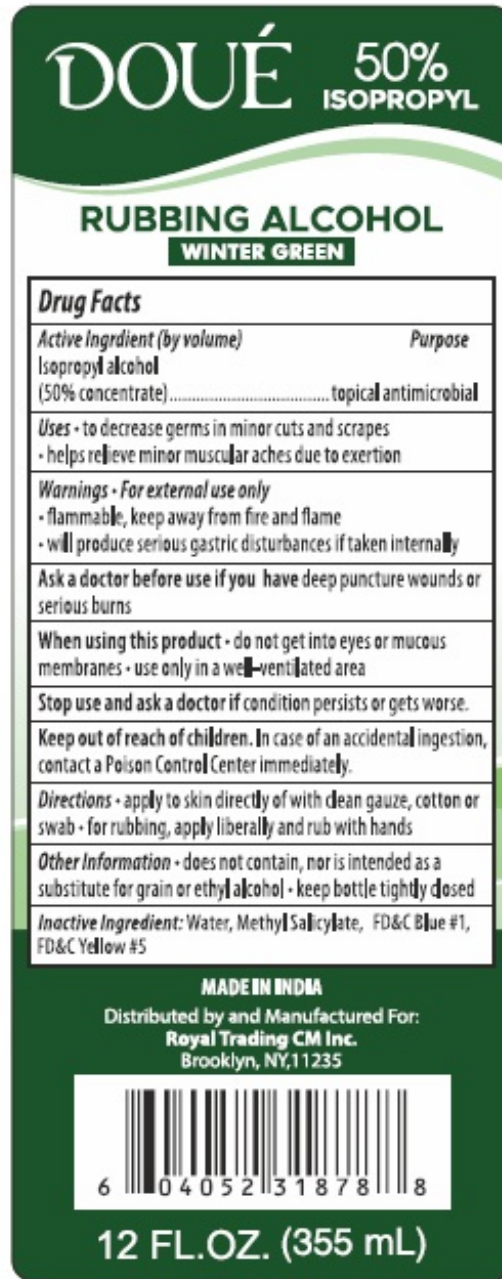 DOUÉ
50%
ISOPROPYL
RUBBING ALCOHOL
WINTER GREEN
Drug Facts
Active Ingrdient (by volume) Purpose
Isopropyl alcohol
(50% concentrate)....................................topical antimicrobial
Uses • to decrease germs in minor cuts and scrapes
• helps relieve minor muscular aches due to exertion
Warnings • For external use only
• flammable, keep away from fire and flame
• will produce serious gastric disturbances if taken internally
Ask a doctor before use if you have deep puncture wounds or
serious burns
When using this product • do not get into eyes or mucous
membranes • use only in a well-ventilated area
Stop use and ask a doctor if condition persists or gets worse.
Keep out of reach of children. In case of an accidental ingestion,
contact a Poison Control Center immediately.
Directions • apply to skin directly of with clean gauze, cotton or
swab • for rubbing, apply liberally and rub with hands
Other Information • does not contain, nor is intended as a
substitute for grain or ethyl alcohol • keep bottle tightly closed
Inactive Ingredient: Water, Methyl Salicylate, FD&C Blue #1,
FD&C Yellow #5
MADE IN INDIA
Distributed by and Manufactured For:
Royal Trading CM Inc.
Brooklyn, NY,11235
6 04052 31878 8
12 FL.OZ. (355 mL)